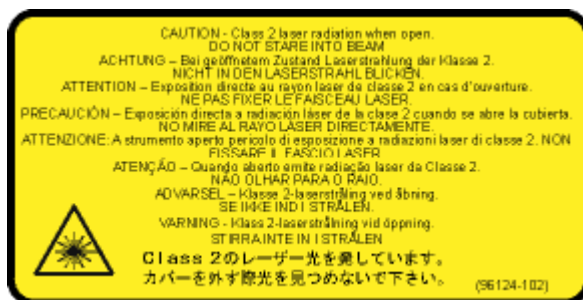 CAUTION - Class 2 laser radiation when open.
DO NOT STARE INTO BEAM
ACHTUNG – Bei geöffnetem Zustand Laserstrahlung der Klasse 2.
NICHT IN DEN LASERSTRAHL BLICKEN.
ATTENTION – Exposition directe au rayon laser de classe 2 en cas d'ouverture.
NE PAS FIXER LE FAISCEAU LASER.
PRECAUCIÓN – Exposición directa a radiación láser de la clase 2 cuando se abre la cubierta.
NO MIRE AL RAYO LASER DIRECTAMENTE.
ATTENZIONE: A strumento aperto pericolo di esposizione a radiazioni laser di classe 2. NON
FISSARE IL FASCIO LASER
ATENÇÃO – Quando aberto emite radiação laser da Classe 2.
NÃO OLHAR PARA O RAIO.
ADVARSEL – Klasse 2-laserstråling ved åbning.
SE IKKE IND I STRÅLEN.
VARNING - Klass 2-laserstrålning vid öppning.
STIRRA INTE IN I STRÅLEN
Class 2のレーザー光を発しています。
カバーを外す際光を見つめないで下さい。
(96124-102)